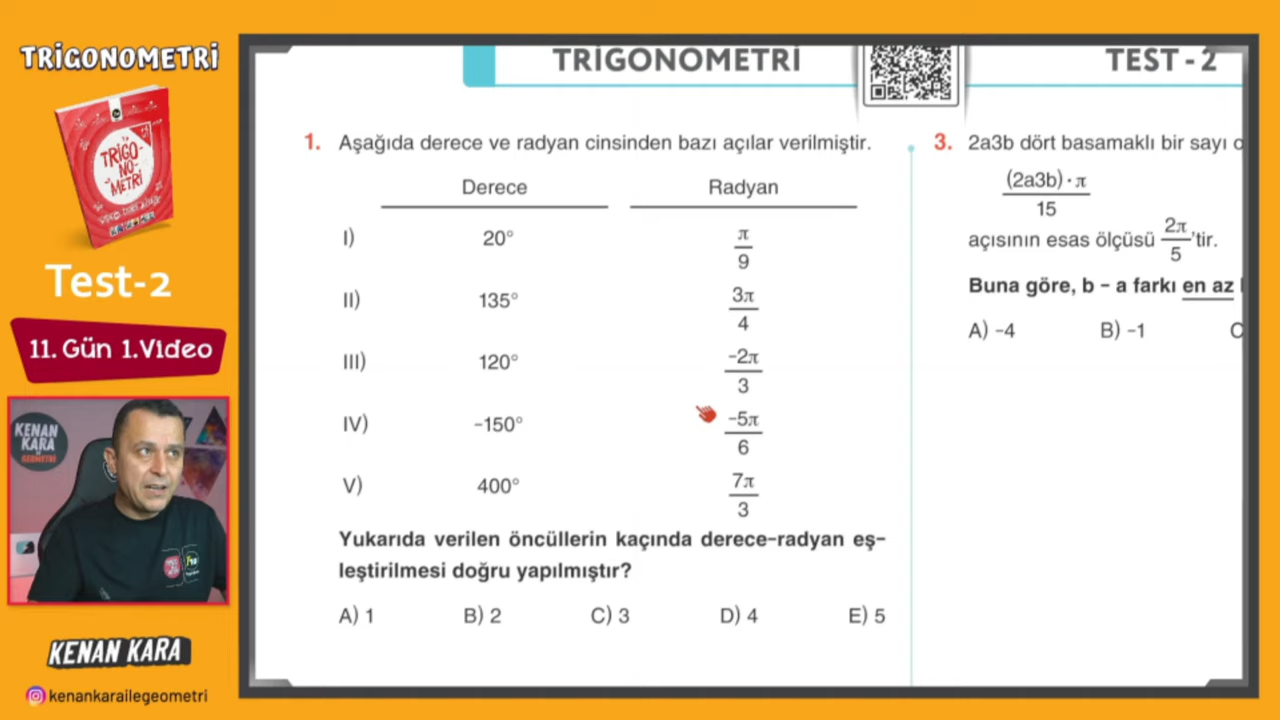 TRİGONOMETRİ
TRİGO-
NO-
METRİ
Test-2
11. Gün 1.Video
KENAN
KARA
GEOMETRİ
KENAN KARA
kenankarailegeometri
TRİGONOMETRİ
TEST - 2
1. Aşağıda derece ve radyan cinsinden bazı açılar verilmiştir.
Derece Radyan
I) 20° π/9
II) 135° 3π/4
III) 120° -2π/3
IV) -150° -5π/6
V) 400° 7π/3
Yukarıda verilen öncüllerin kaçında derece-radyan eş-
leştirilmesi doğru yapılmıştır?
A) 1 B) 2 C) 3 D) 4 E) 5
3. 2a3b dört basamaklı bir sayı
(2a3b) · π
15
açısının esas ölçüsü 2π/5 'tir.
Buna göre, b - a farkı en az
A) -4 B) -1